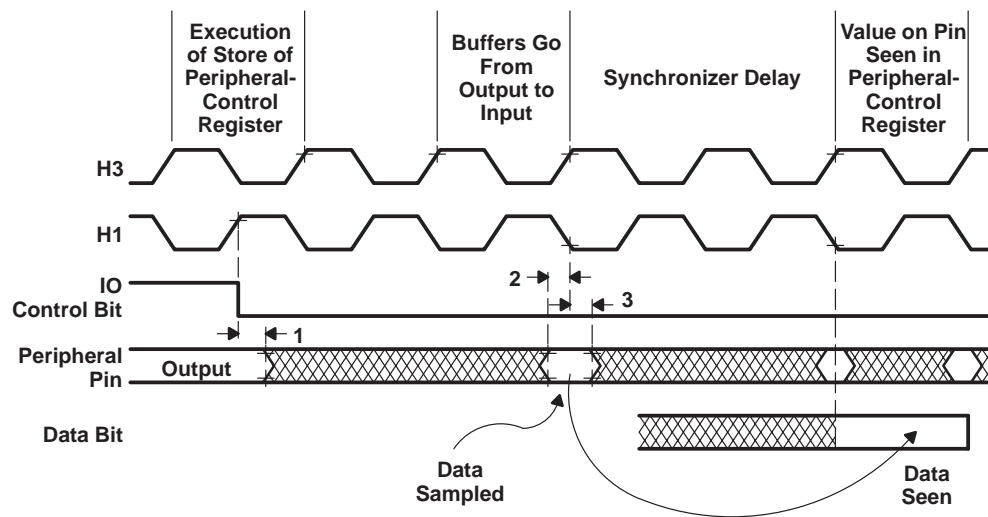 Execution
of Store of
Peripheral-
Control
Register
Buffers Go
From
Output to
Input
Synchronizer Delay
Value on Pin
Seen in
Peripheral-
Control
Register
H3
H1
IO
Control Bit
2
3
1
Peripheral
Pin
Output
Data Bit
Data
Sampled
Data
Seen